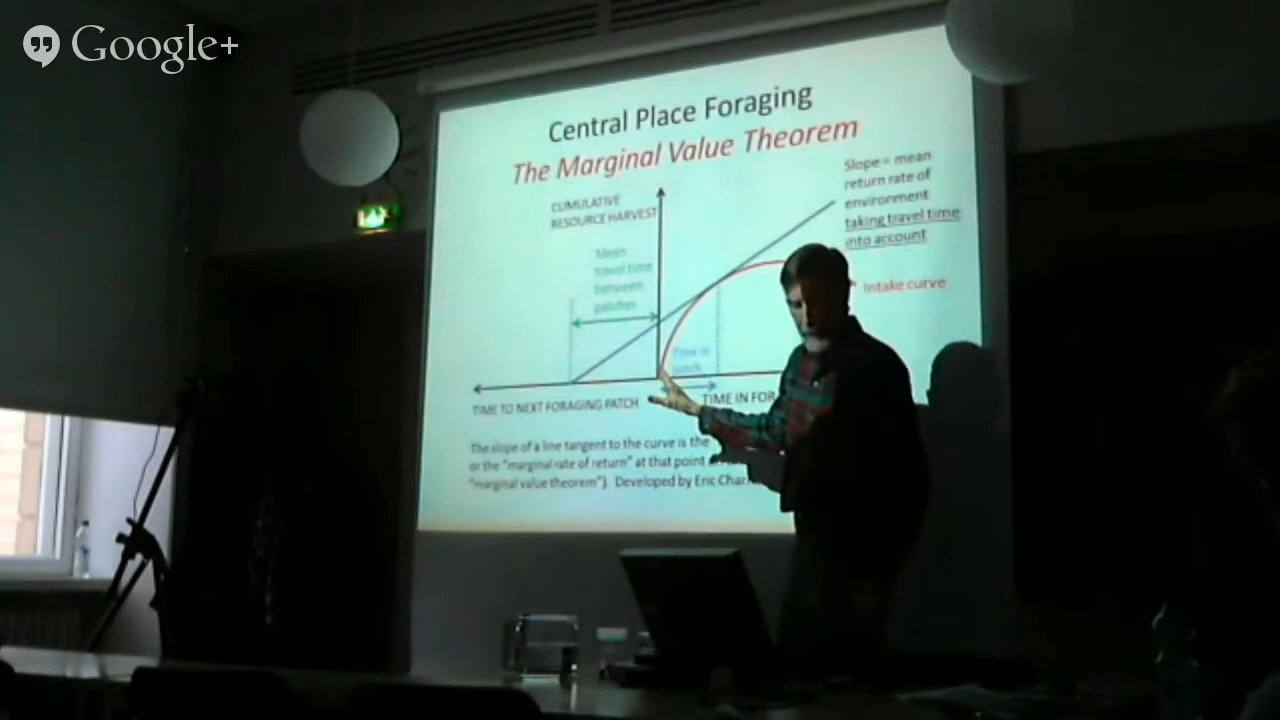 Google+
Central Place Foraging
The Marginal Value Theorem
Slope = mean
return rate of
environment
taking travel time
into account
CUMULATIVE
RESOURCE HARVEST
Mean
travel time
between
patches
Intake curve
Time in
patch
TIME TO NEXT FORAGING PATCH
TIME IN FOR
The slope of a line tangent to the curve is the
or the "marginal rate of return" at that point
"marginal value theorem"). Developed by Eric Char